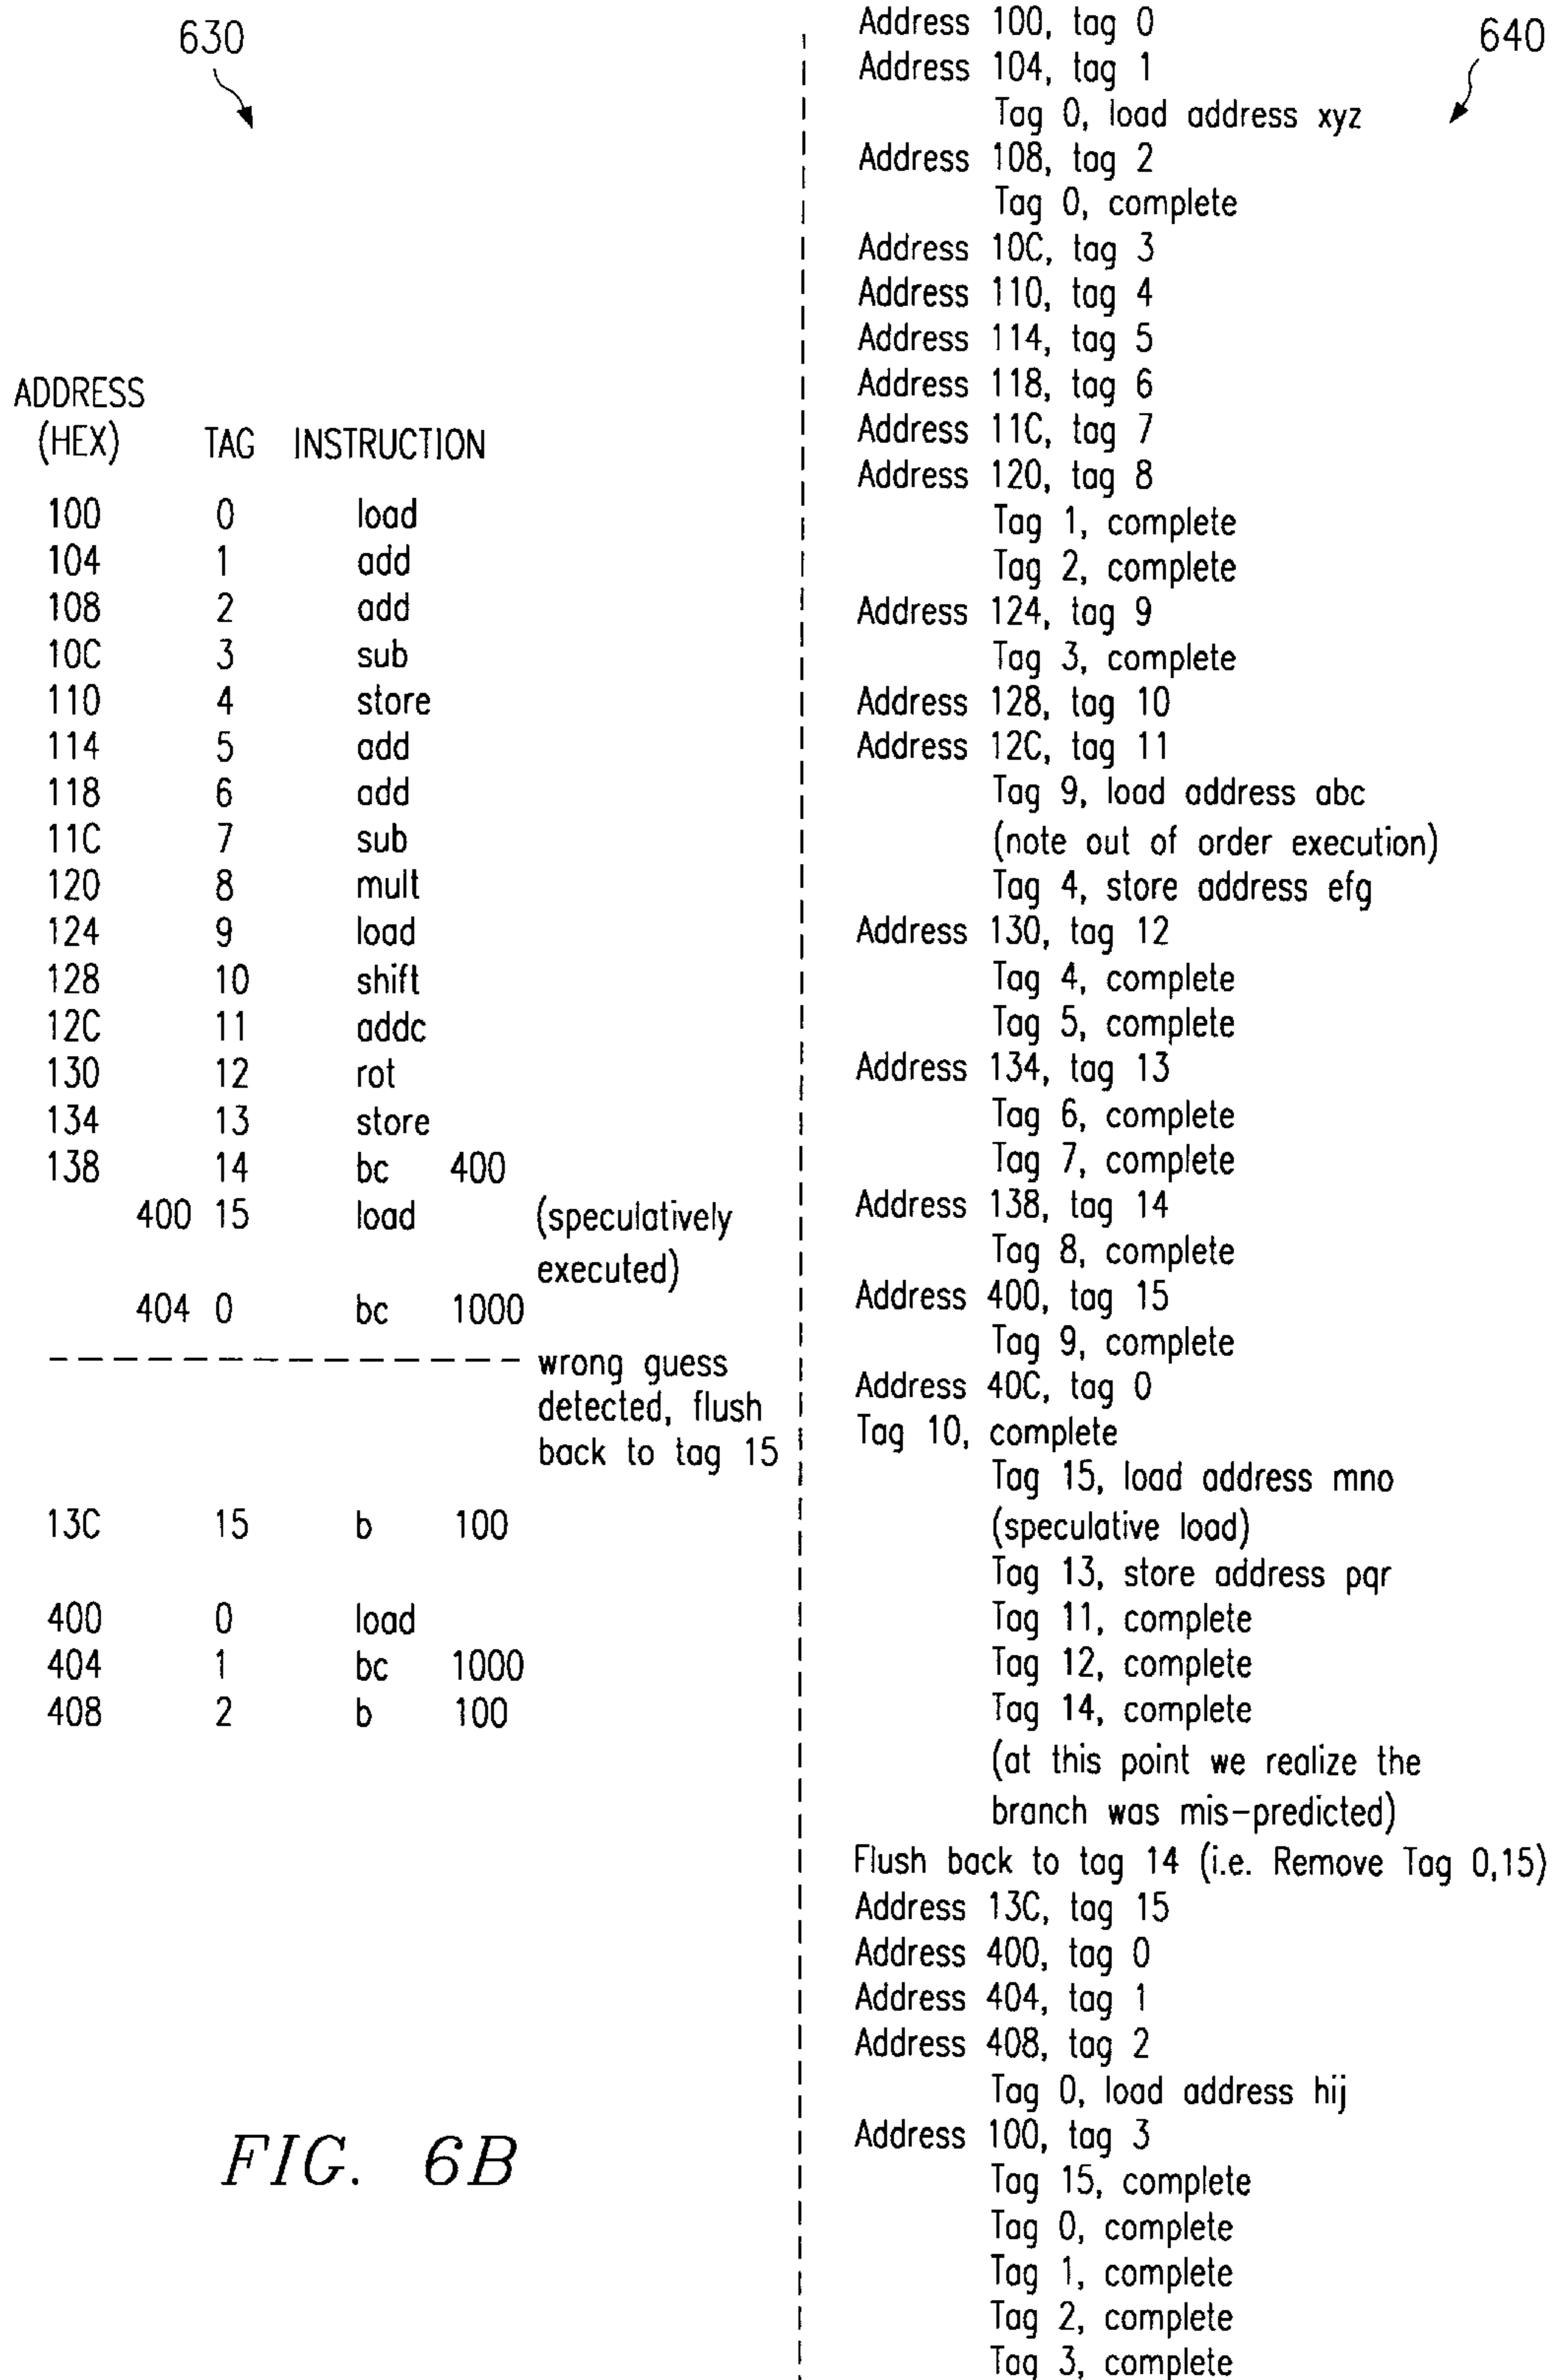 630
ADDRESS
(HEX) TAG INSTRUCTION
100 0 load
104 1 add
108 2 add
10C 3 sub
110 4 store
114 5 add
118 6 add
11C 7 sub
120 8 mult
124 9 load
128 10 shift
12C 11 addc
130 12 rot
134 13 store
138 14 bc 400
400 15 load (speculatively
executed)
404 0 bc 1000
wrong guess
detected, flush
back to tag 15
13C 15 b 100
400 0 load
404 1 bc 1000
408 2 b 100
FIG. 6B
640
Address 100, tag 0
Address 104, tag 1
Tag 0, load address xyz
Address 108, tag 2
Tag 0, complete
Address 10C, tag 3
Address 110, tag 4
Address 114, tag 5
Address 118, tag 6
Address 11C, tag 7
Address 120, tag 8
Tag 1, complete
Tag 2, complete
Address 124, tag 9
Tag 3, complete
Address 128, tag 10
Address 12C, tag 11
Tag 9, load address abc
(note out of order execution)
Tag 4, store address efg
Address 130, tag 12
Tag 4, complete
Tag 5, complete
Address 134, tag 13
Tag 6, complete
Tag 7, complete
Address 138, tag 14
Tag 8, complete
Address 400, tag 15
Tag 9, complete
Address 40C, tag 0
Tag 10, complete
Tag 15, load address mno
(speculative load)
Tag 13, store address pqr
Tag 11, complete
Tag 12, complete
Tag 14, complete
(at this point we realize the
branch was mis-predicted)
Flush back to tag 14 (i.e. Remove Tag 0,15)
Address 13C, tag 15
Address 400, tag 0
Address 404, tag 1
Address 408, tag 2
Tag 0, load address hij
Address 100, tag 3
Tag 15, complete
Tag 0, complete
Tag 1, complete
Tag 2, complete
Tag 3, complete